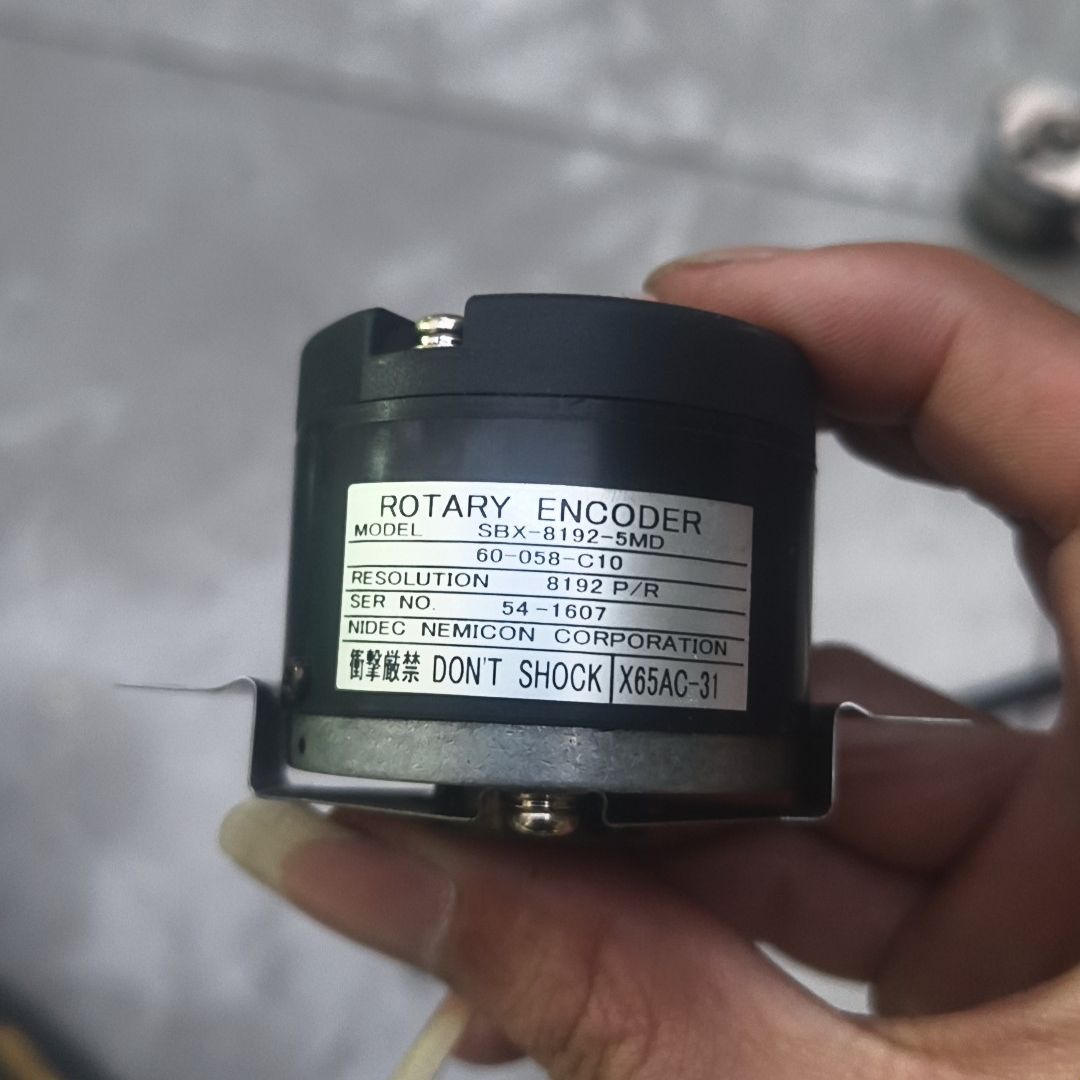 ROTARY ENCODER
MODEL SBX-8192-5MD
60-058-C10
RESOLUTION 8192 P/R
SER NO. 54-1607
NIDEC NEMICON CORPORATION
衝撃厳禁 DON'T SHOCK X65AC-31